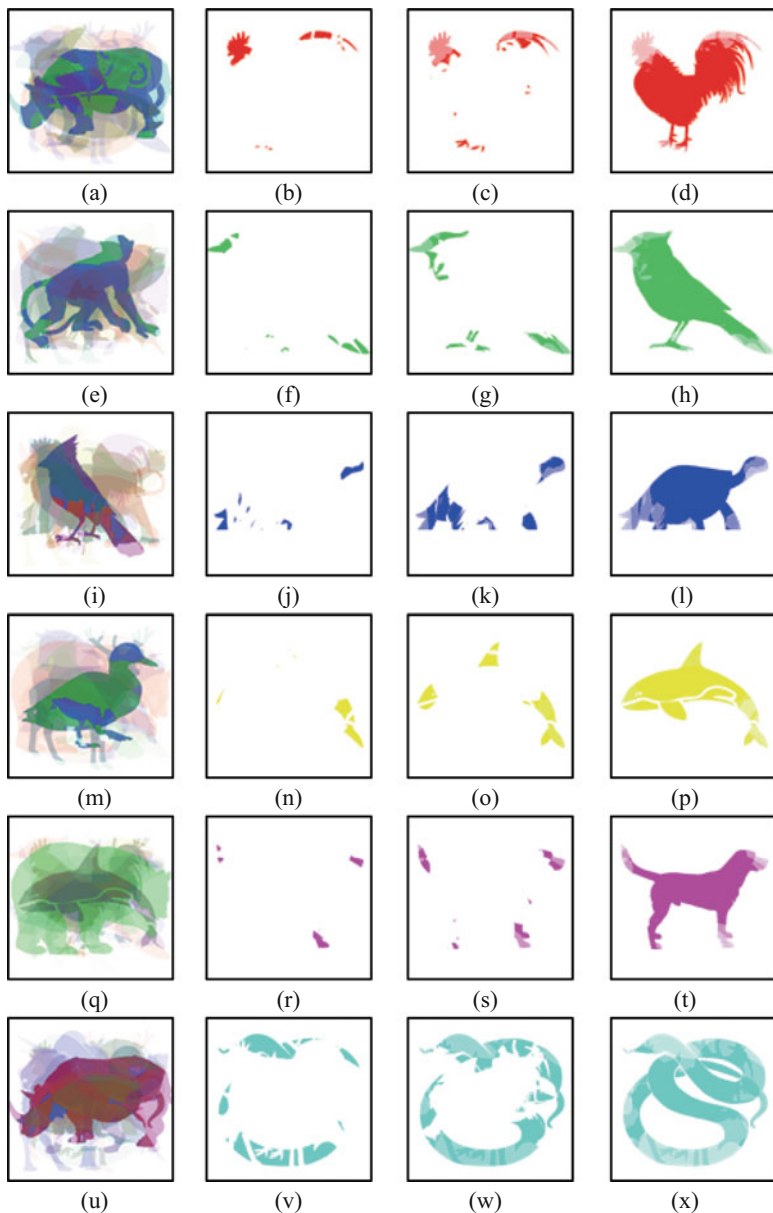 (a) (b) (c) (d)
(e) (f) (g) (h)
(i) (j) (k) (l)
(m) (n) (o) (p)
(q) (r) (s) (t)
(u) (v) (w) (x)